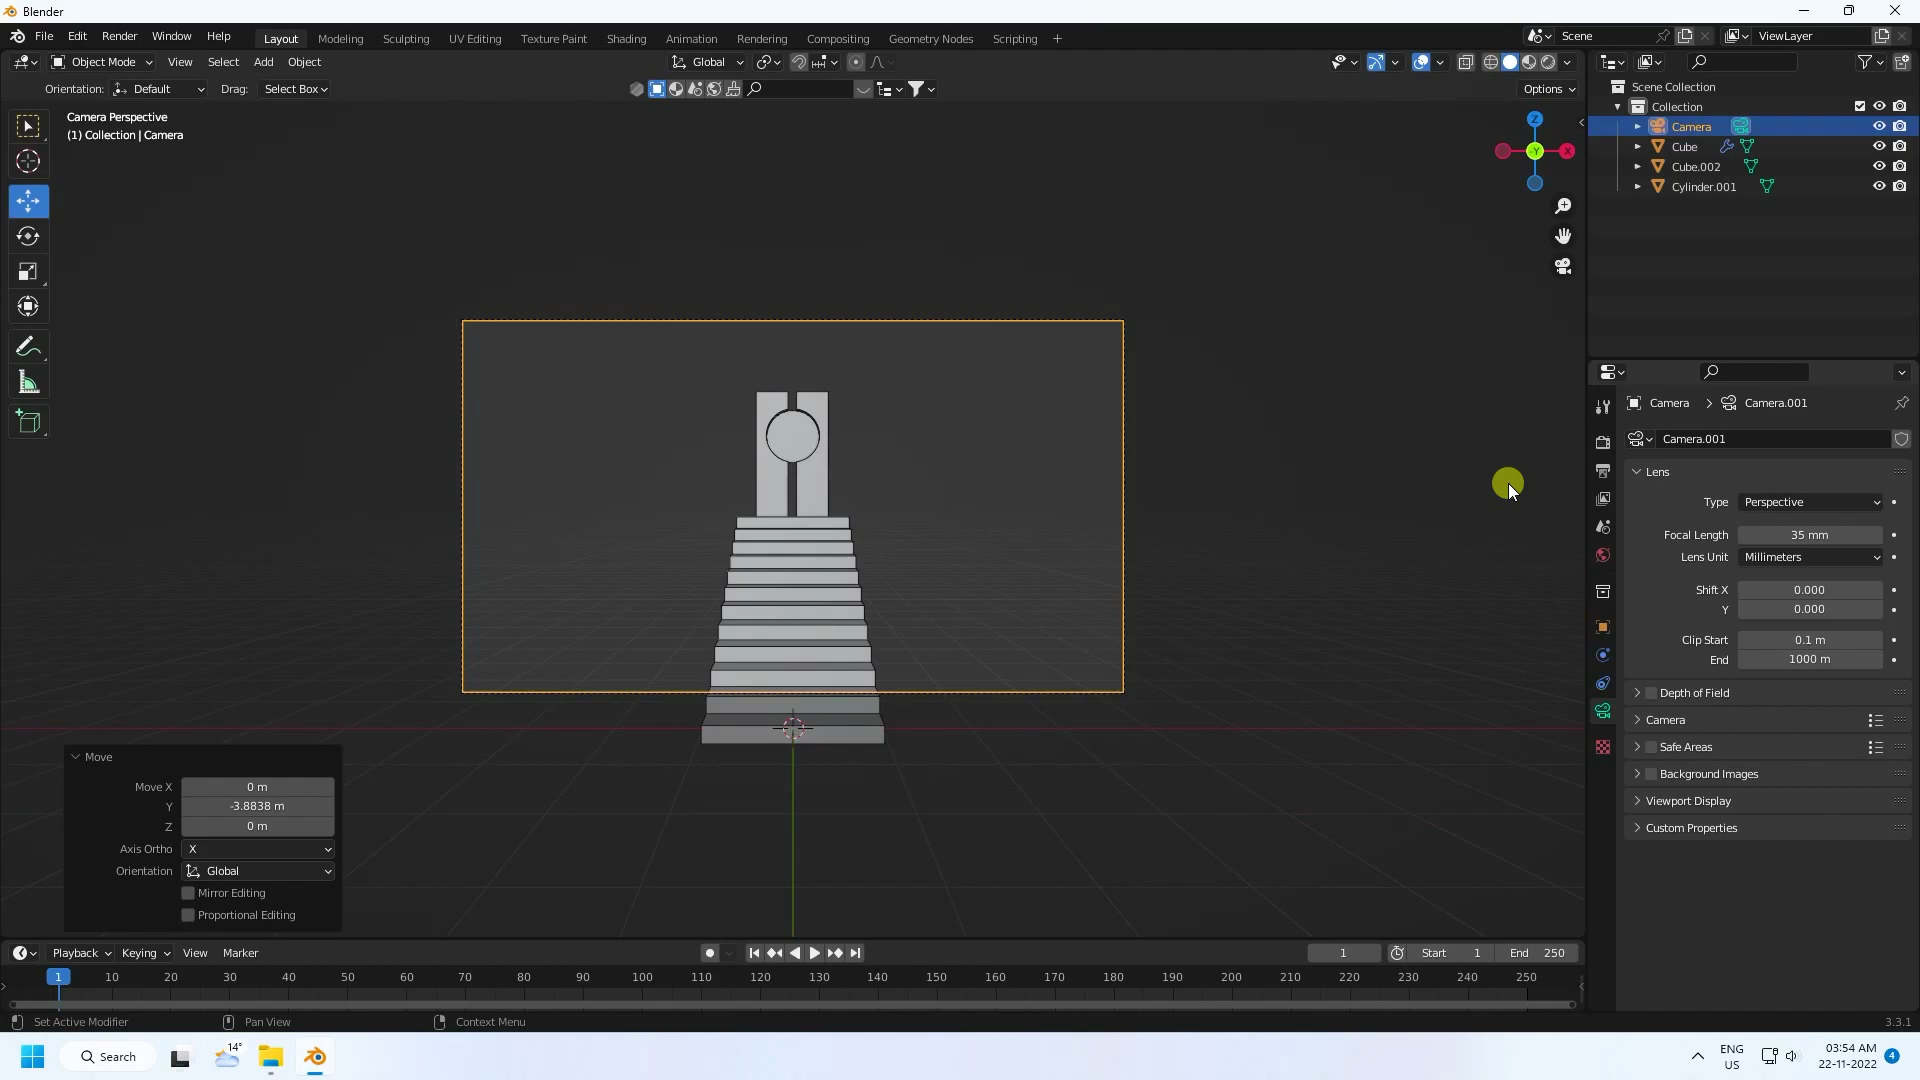 Blender
File Edit Render Window Help Layout Modeling Sculpting UV Editing Texture Paint Shading Animation Rendering Compositing Geometry Nodes Scripting + Scene ViewLayer
Object Mode View Select Add Object Global
Orientation: Default Drag: Select Box Options
Camera Perspective
(1) Collection | Camera
Z
Y
X
Scene Collection
Collection
Camera
Cube
Cube.002
Cylinder.001
Camera > Camera.001
Camera.001
Lens
Type Perspective
Focal Length 35 mm
Lens Unit Millimeters
Shift X 0.000
Y 0.000
Clip Start 0.1 m
End 1000 m
Depth of Field
Camera
Safe Areas
Background Images
Viewport Display
Custom Properties
Move
Move X 0 m
Y -3.8838 m
Z 0 m
Axis Ortho X
Orientation Global
Mirror Editing
Proportional Editing
Playback Keying View Marker 1 Start 1 End 250
1 10 20 30 40 50 60 70 80 90 100 110 120 130 140 150 160 170 180 190 200 210 220 230 240 250
Set Active Modifier Pan View Context Menu 3.3.1
Search 14° ENG US 03:54 AM 22-11-2022 4